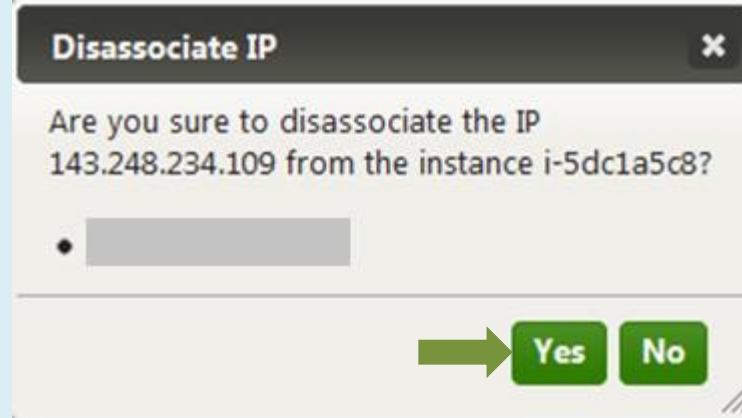 Disassociate IP
Are you sure to disassociate the IP
143.248.234.109 from the instance i-5dc1a5c8?
Yes No